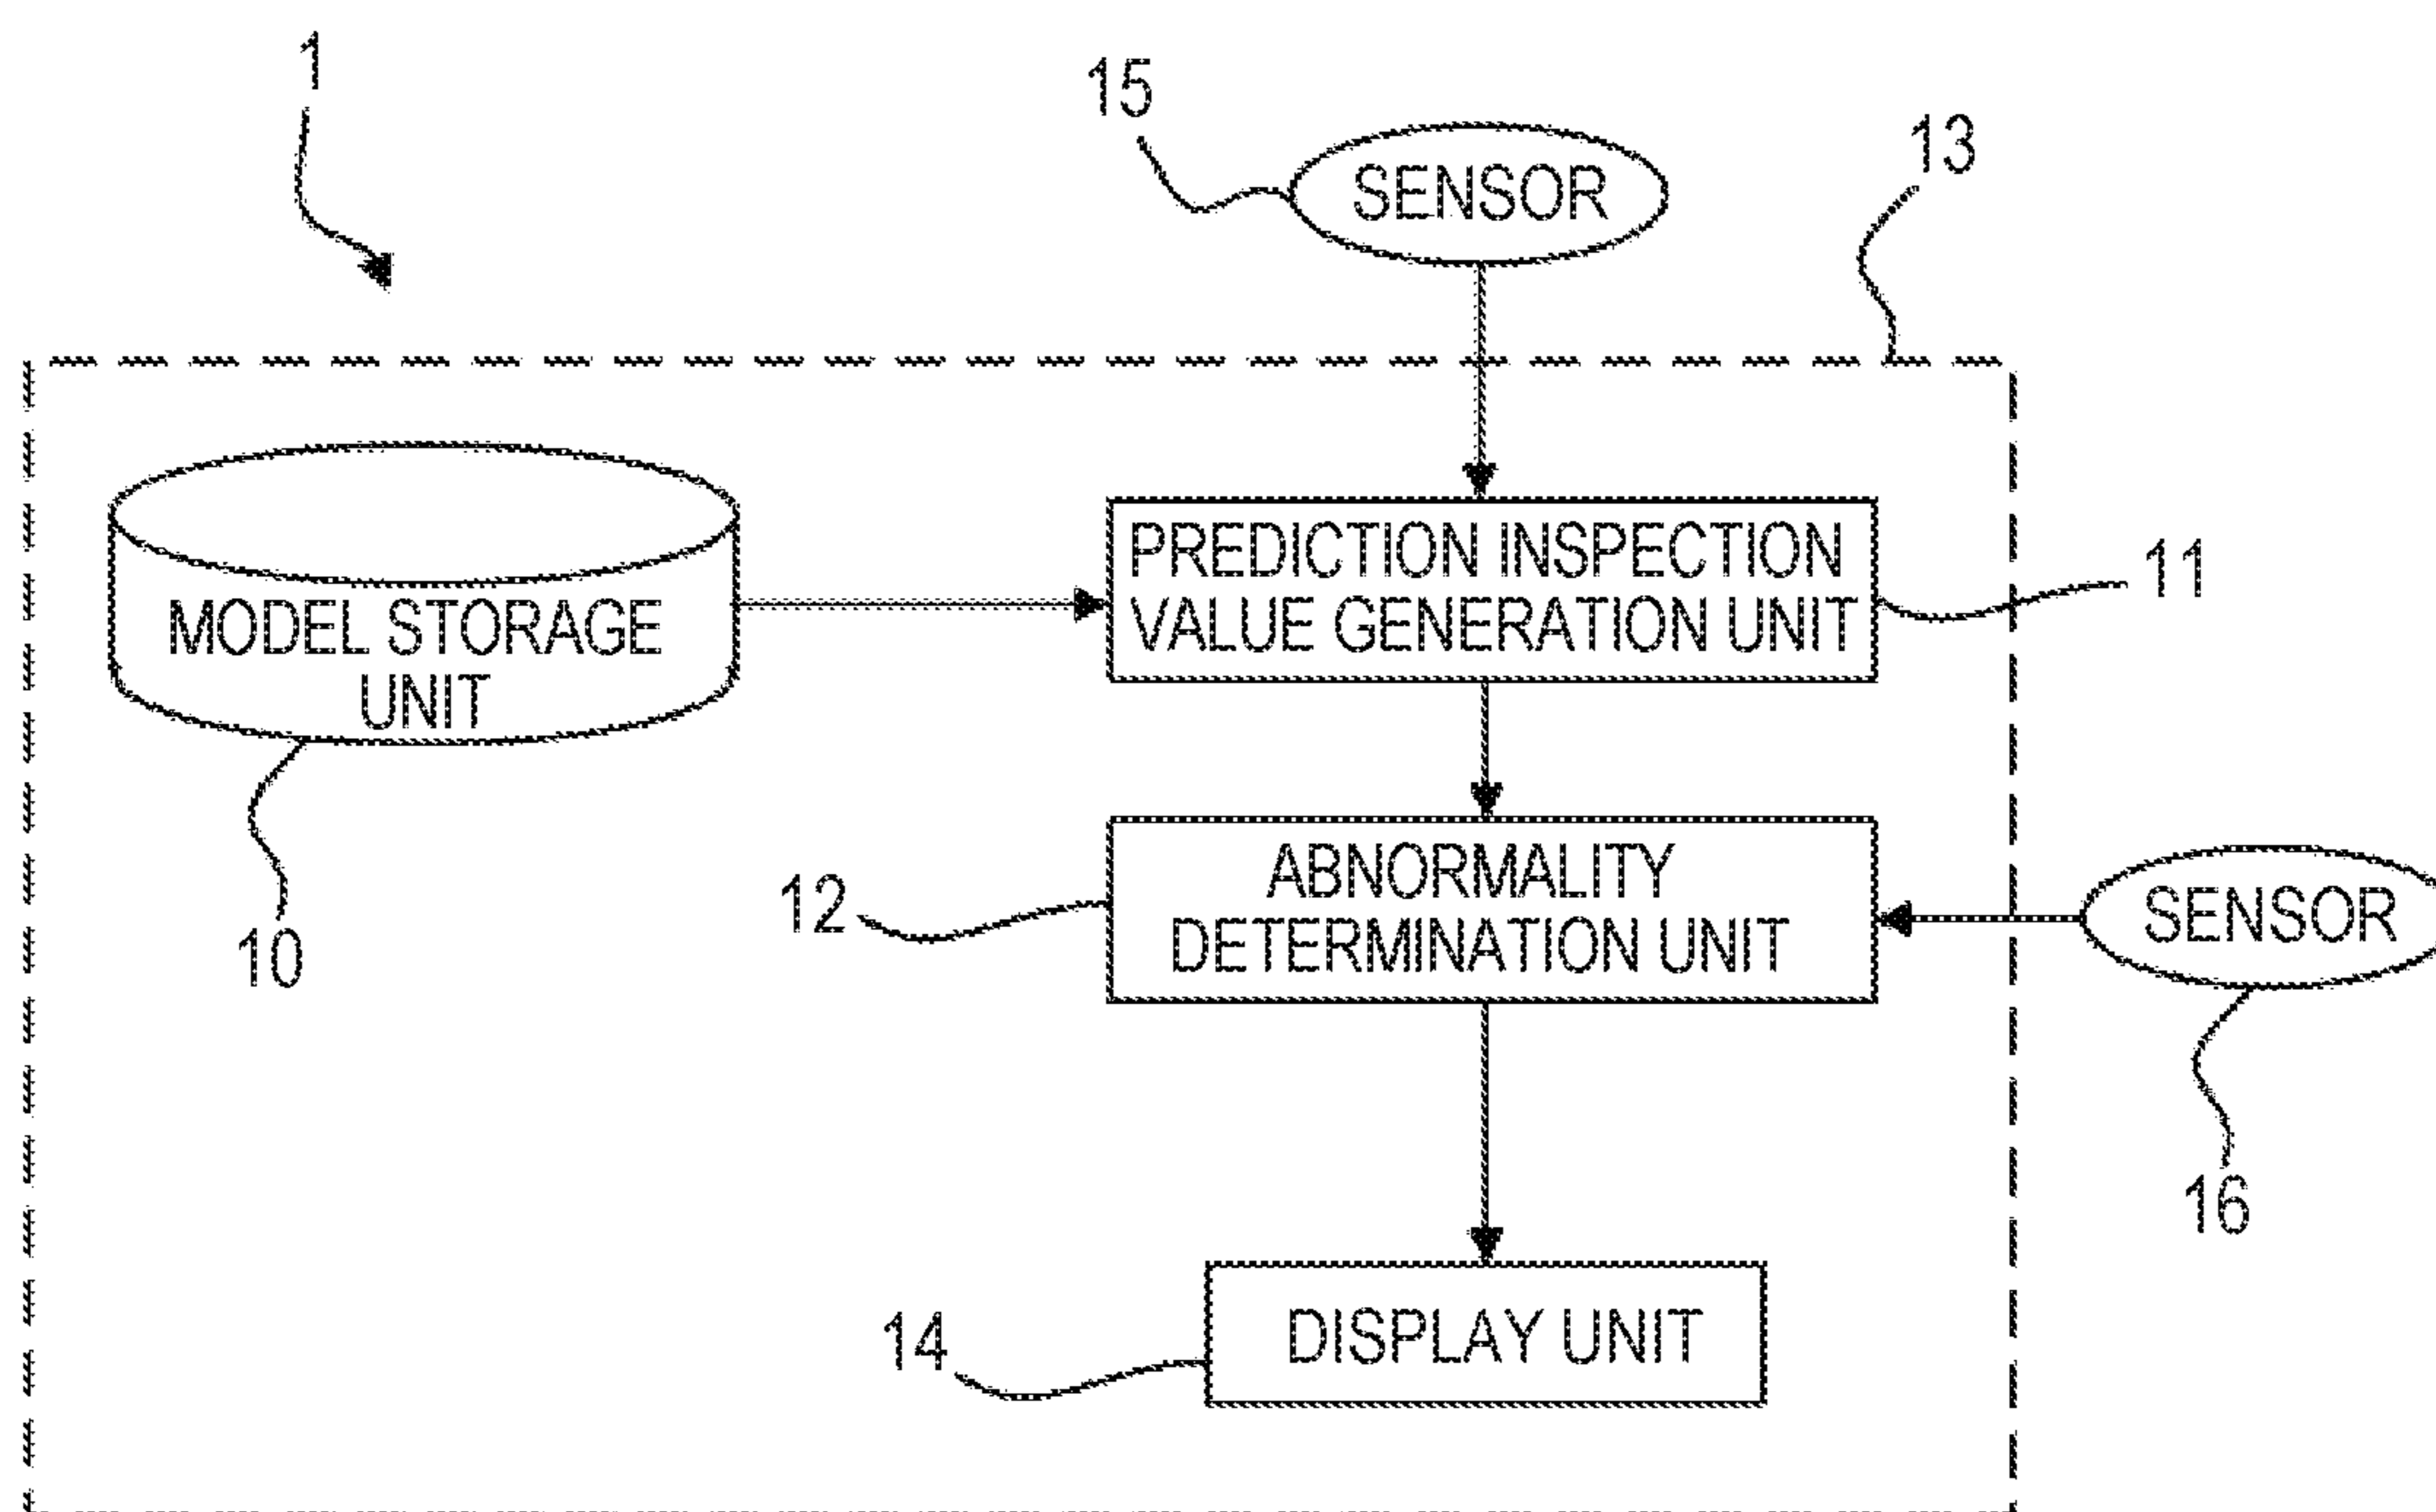 1
15
SENSOR
13
PREDICTION INSPECTION
VALUE GENERATION UNIT
11
MODEL STORAGE
UNIT
10
12
ABNORMALITY
DETERMINATION UNIT
SENSOR
16
14
DISPLAY UNIT